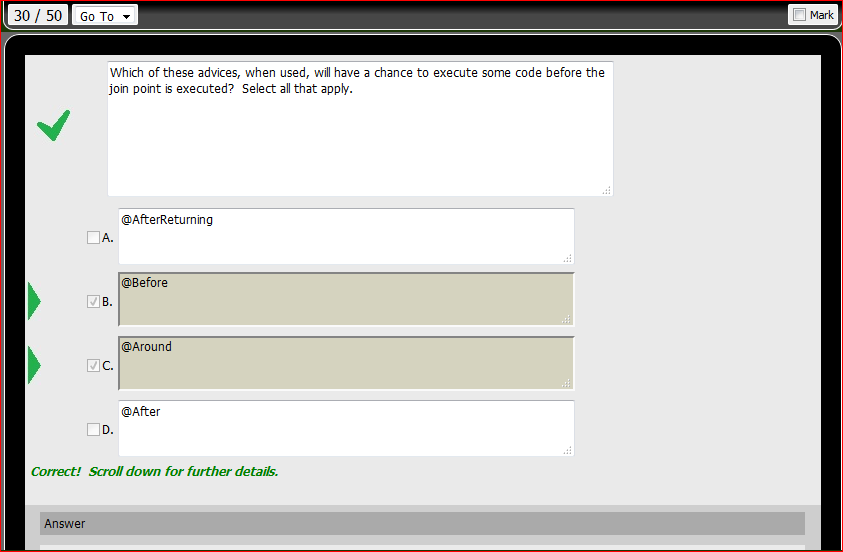 30 / 50 Go To Mark
Which of these advices, when used, will have a chance to execute some code before the
join point is executed?  Select all that apply.
A. @AfterReturning
B. @Before
C. @Around
D. @After
Correct!  Scroll down for further details.
Answer